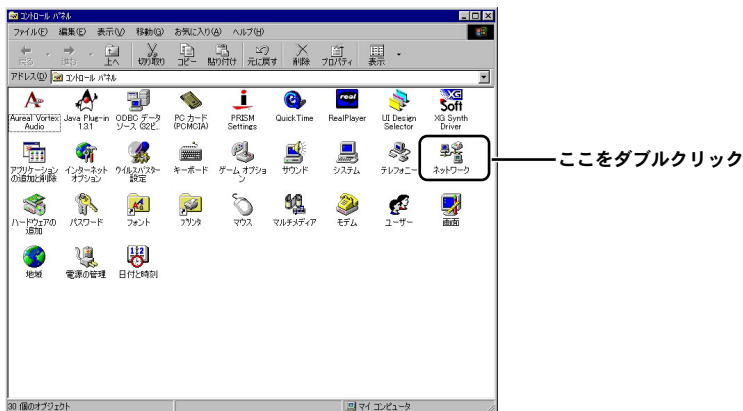 コントロール パネル
ファイル(F) 編集(E) 表示(V) 移動(G) お気に入り(A) ヘルプ(H)
戻る 進む 上へ 切り取り コピー 貼り付け 元に戻す 削除 プロパティ 表示
アドレス(D) コントロール パネル
Aureal Vortex Audio
Java Plug-in 1.3.1
ODBC データ ソース (32ビ...
PC カード (PCMCIA)
PRISM Settings
QuickTime
real
RealPlayer
UI Design Selector
XG Soft
XG Synth Driver
アプリケーションの追加と削除
インターネット オプション
ウイルスバスター設定
キーボード
ゲーム オプション
サウンド
システム
テレフォニー
ネットワーク
ここをダブルクリック
ハードウェアの追加
パスワード
フォント
プリンタ
マウス
マルチメディア
モデム
ユーザー
画面
地域
電源の管理
日付と時刻
30 個のオブジェクト
マイ コンピュータ